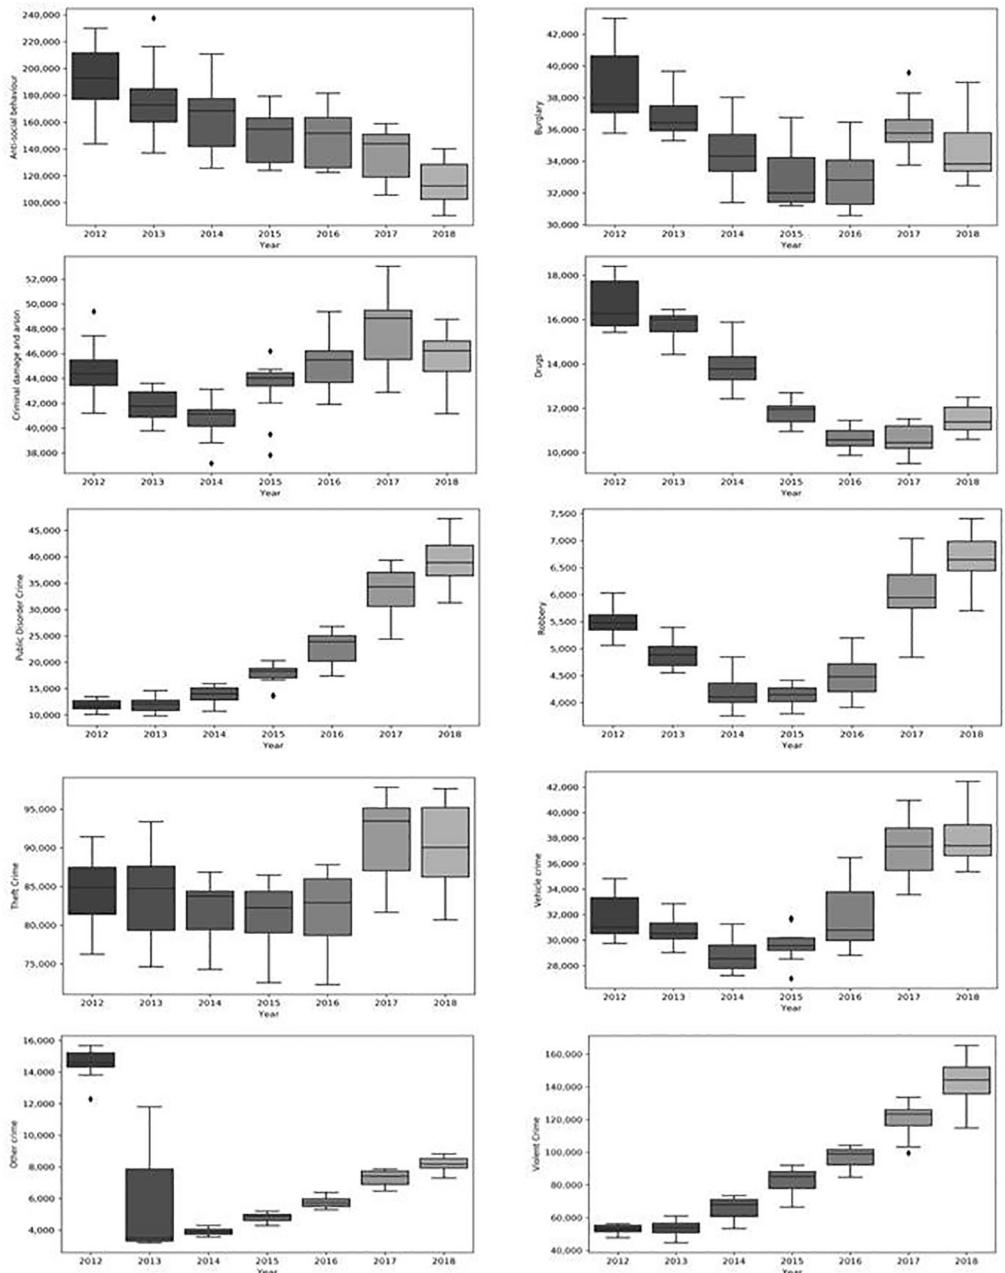 240,000
220,000
200,000
180,000
160,000
140,000
120,000
100,000
Anti-social behaviour
2012 2013 2014 2015 2016 2017 2018
Year
42,000
40,000
38,000
36,000
34,000
32,000
30,000
Burglary
2012 2013 2014 2015 2016 2017 2018
Year
52,000
50,000
48,000
46,000
44,000
42,000
40,000
38,000
Criminal damage and arson
2012 2013 2014 2015 2016 2017 2018
Year
18,000
16,000
14,000
12,000
10,000
Drugs
2012 2013 2014 2015 2016 2017 2018
Year
45,000
40,000
35,000
30,000
25,000
20,000
15,000
10,000
Public Disorder Crime
2012 2013 2014 2015 2016 2017 2018
Year
7,500
7,000
6,500
6,000
5,500
5,000
4,500
4,000
Robbery
2012 2013 2014 2015 2016 2017 2018
Year
95,000
90,000
85,000
80,000
75,000
Theft Crime
2012 2013 2014 2015 2016 2017 2018
Year
42,000
40,000
38,000
36,000
34,000
32,000
30,000
28,000
Vehicle crime
2012 2013 2014 2015 2016 2017 2018
Year
16,000
14,000
12,000
10,000
8,000
6,000
4,000
Other crime
2012 2013 2014 2015 2016 2017 2018
Year
160,000
140,000
120,000
100,000
80,000
60,000
40,000
Violent Crime
2012 2013 2014 2015 2016 2017 2018
Year